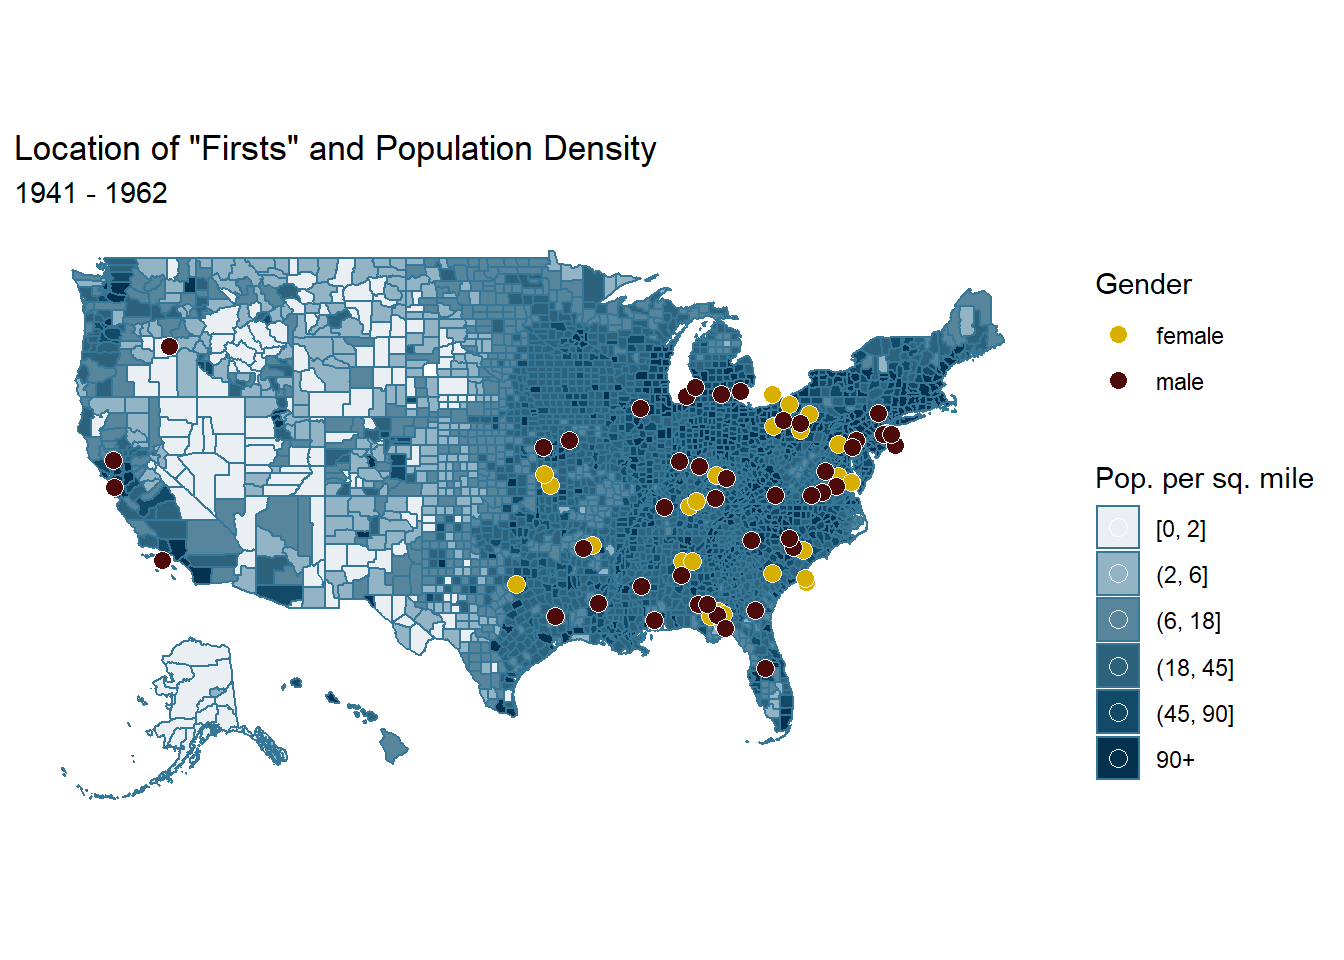 Location of "Firsts" and Population Density
1941 - 1962
Gender
female
male
Pop. per sq. mile
[0, 2]
(2, 6]
(6, 18]
(18, 45]
(45, 90]
90+